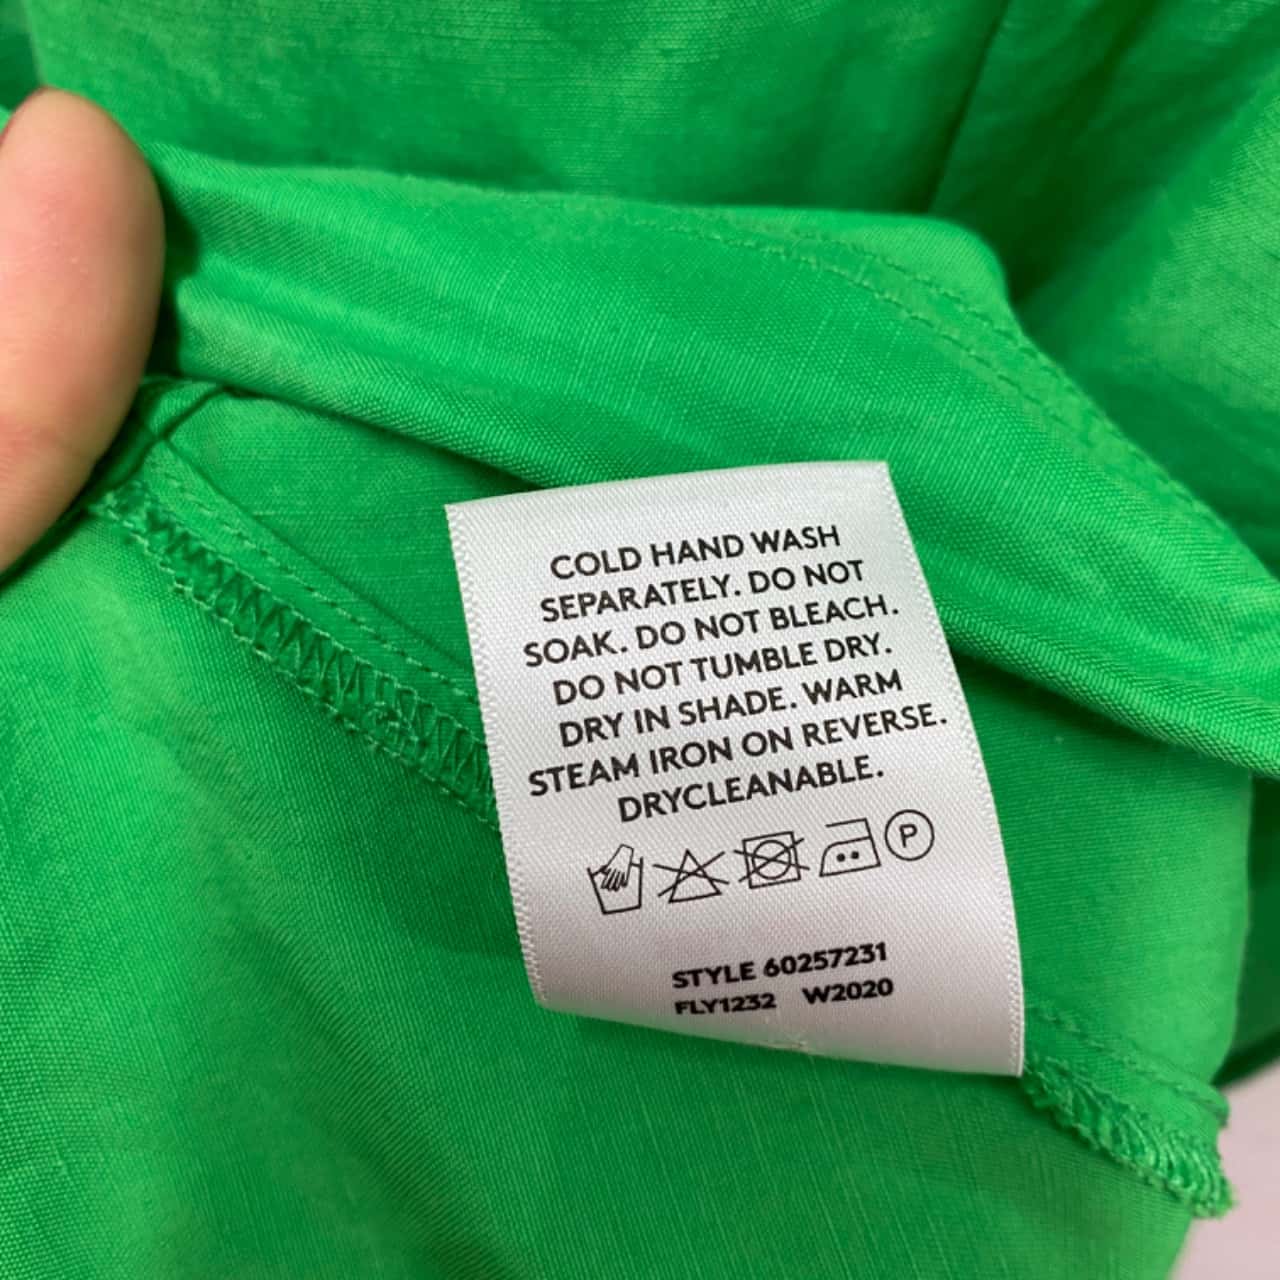 COLD HAND WASH
SEPARATELY. DO NOT
SOAK. DO NOT BLEACH.
DO NOT TUMBLE DRY.
DRY IN SHADE. WARM
STEAM IRON ON REVERSE.
DRYCLEANABLE.
P
STYLE 60257231
FLY1232 W2020